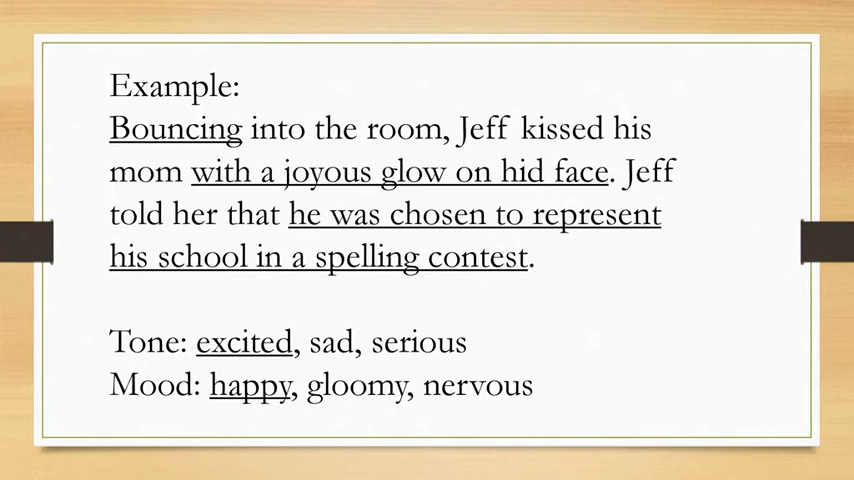 Example:
Bouncing into the room, Jeff kissed his
mom with a joyous glow on hid face. Jeff
told her that he was chosen to represent
his school in a spelling contest.
Tone: excited, sad, serious
Mood: happy, gloomy, nervous